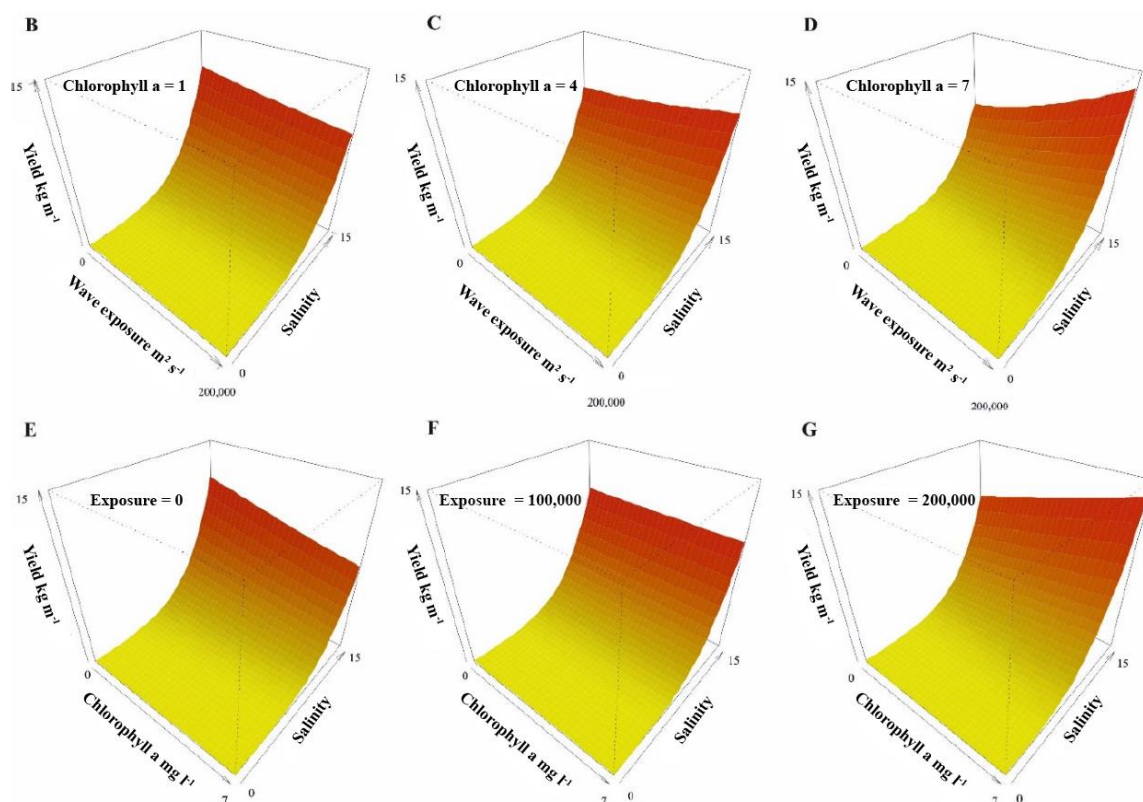 B
15
Chlorophyll a = 1
Yield kg m⁻¹
0
Wave exposure m² s⁻¹
200,000
0
Salinity
15
C
15
Chlorophyll a = 4
Yield kg m⁻¹
0
Wave exposure m² s⁻¹
200,000
0
Salinity
15
D
15
Chlorophyll a = 7
Yield kg m⁻¹
0
Wave exposure m² s⁻¹
200,000
0
Salinity
15
E
15
Exposure = 0
Yield kg m⁻¹
0
Chlorophyll a mg l⁻¹
7
0
Salinity
15
F
15
Exposure = 100,000
Yield kg m⁻¹
0
Chlorophyll a mg l⁻¹
7
0
Salinity
15
G
15
Exposure = 200,000
Yield kg m⁻¹
0
Chlorophyll a mg l⁻¹
7
0
Salinity
15